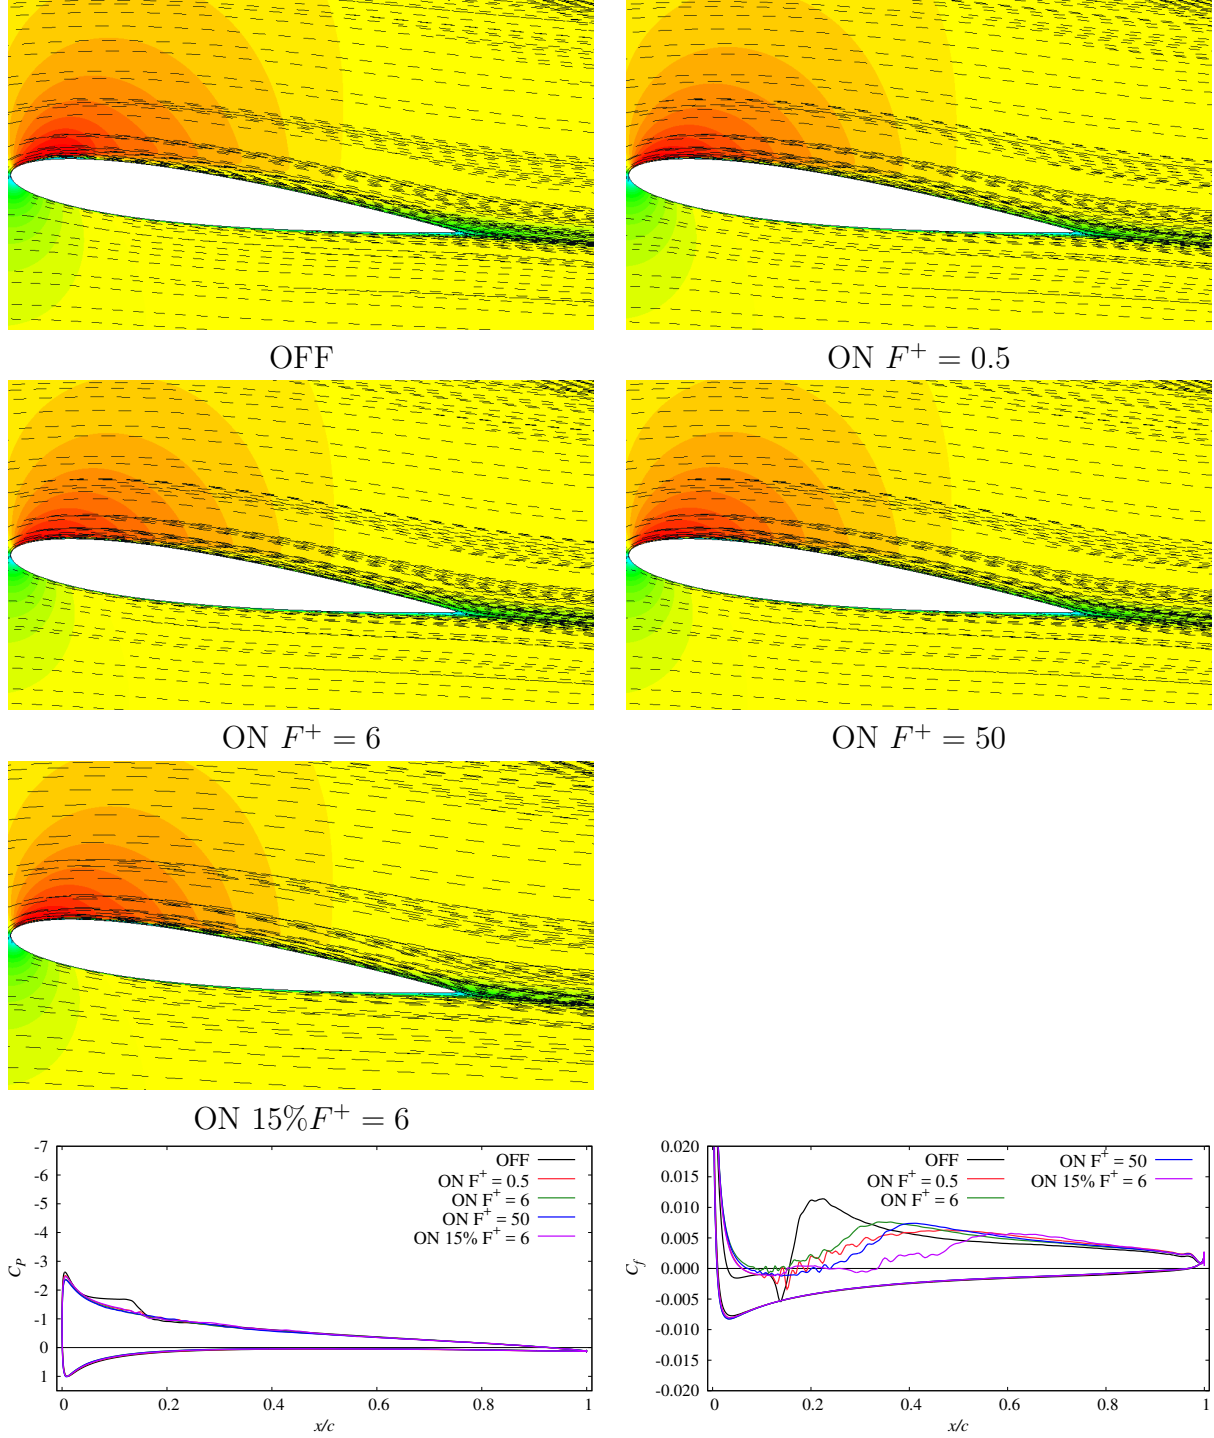 OFF
ON F+ = 0.5
ON F+ = 6
ON F+ = 50
ON 15%F+ = 6
-7
-6
-5
-4
-3
-2
-1
0
1
CP
0
0.2
0.4
0.6
0.8
1
x/c
OFF
ON F+ = 0.5
ON F+ = 6
ON F+ = 50
ON 15% F+ = 6
0.020
0.015
0.010
0.005
0.000
-0.005
-0.010
-0.015
-0.020
Cf
0
0.2
0.4
0.6
0.8
1
x/c
OFF
ON F+ = 0.5
ON F+ = 6
ON F+ = 50
ON 15% F+ = 6